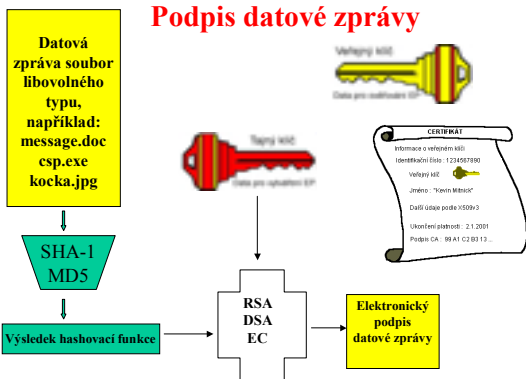 Podpis datové zprávy
Datová
zpráva soubor
libovolného
typu,
například:
message.doc
csp.exe
kocka.jpg
Veřejný klíč
Data pro ověřování EP
Tajný klíč
Data pro vytváření EP
CERTIFIKÁT
Informace o veřejném klíči
Identifikační číslo : 1234567890
Veřejný klíč
Jméno : "Kevin Mitnick"
Další údaje podle X509v3
Ukončení platnosti : 2.1.2001
Podpis CA : 99 A1 C2 B3 13 ...
SHA-1
MD5
Výsledek hashovací funkce
RSA
DSA
EC
Elektronický
podpis
datové zprávy